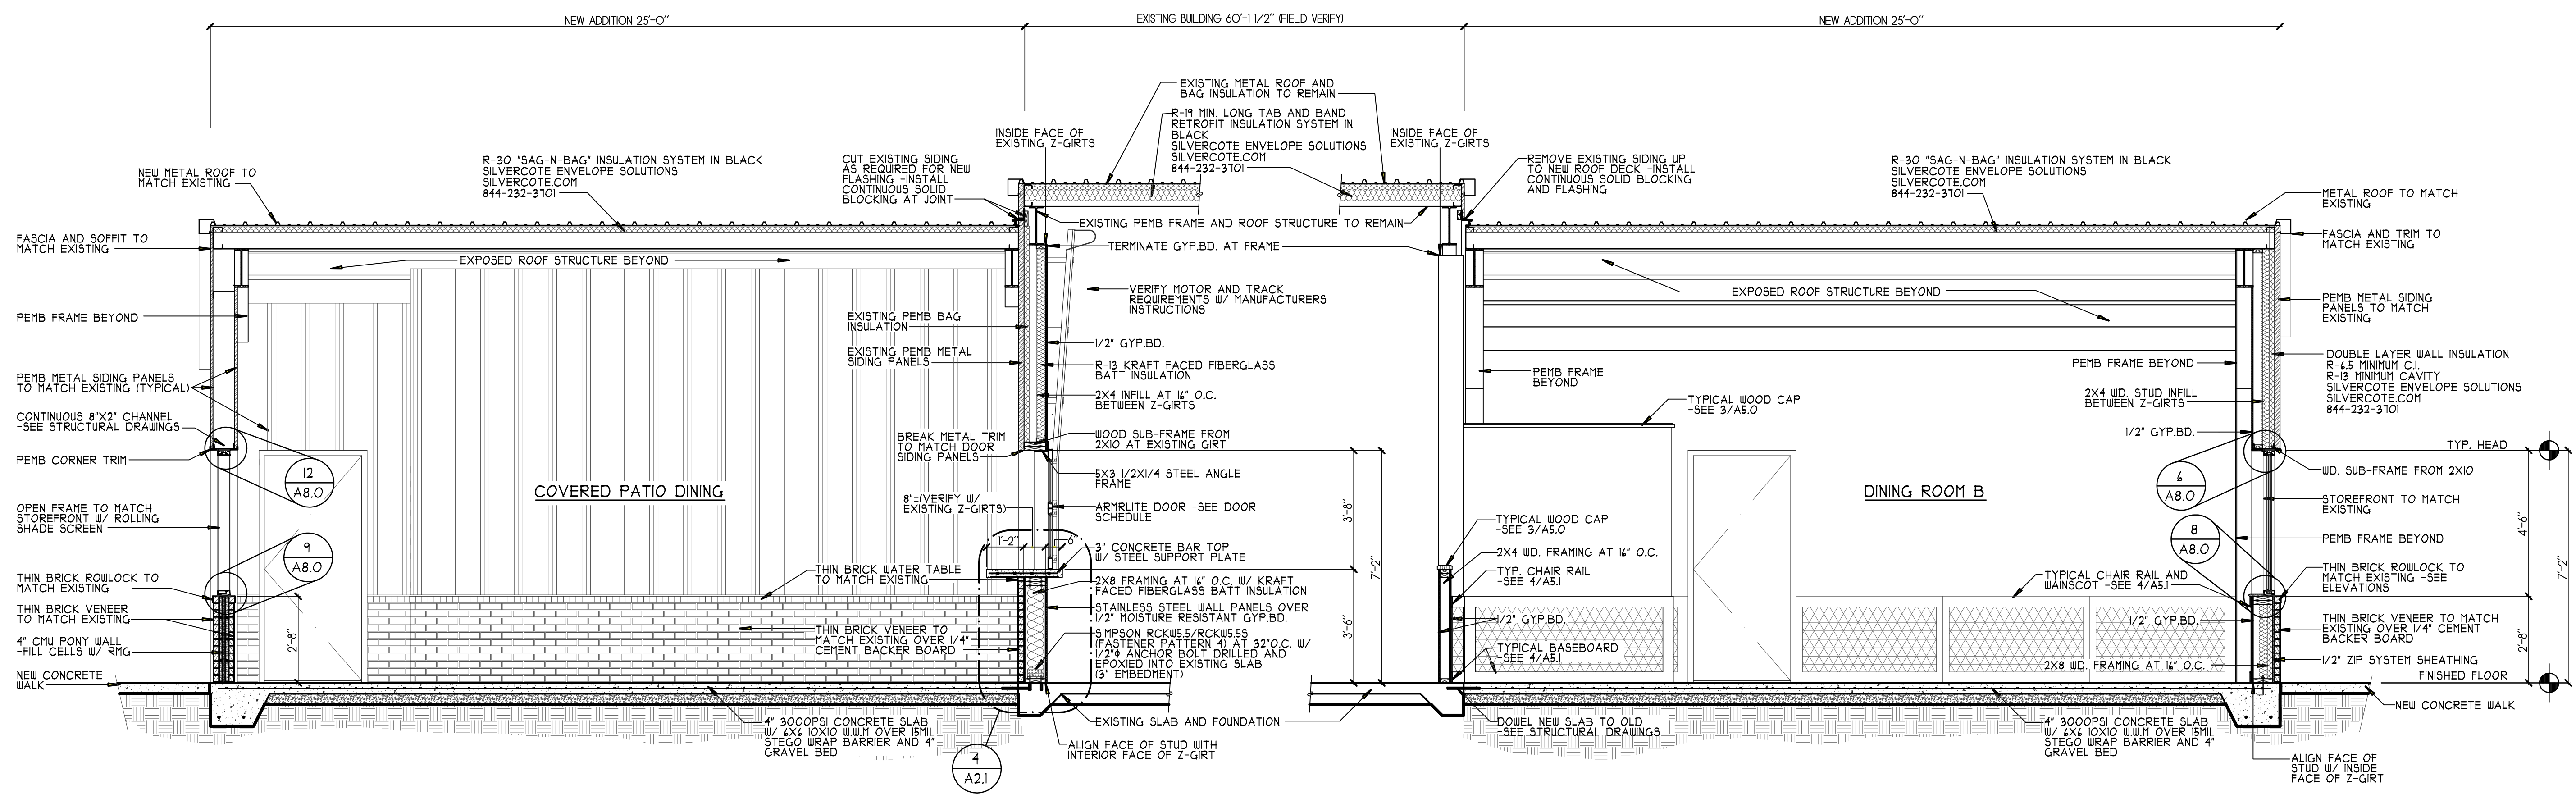 NEW ADDITION 25'-0"
EXISTING BUILDING 60'-1 1/2" (FIELD VERIFY)
NEW ADDITION 25'-0"
NEW METAL ROOF TO
MATCH EXISTING
R-30 "SAG-N-BAG" INSULATION SYSTEM IN BLACK
SILVERCOTE ENVELOPE SOLUTIONS
SILVERCOTE.COM
844-232-3701
CUT EXISTING SIDING
AS REQUIRED FOR NEW
FLASHING -INSTALL
CONTINUOUS SOLID
BLOCKING AT JOINT
INSIDE FACE OF
EXISTING Z-GIRTS
EXISTING METAL ROOF AND
BAG INSULATION TO REMAIN
R-19 MIN. LONG TAB AND BAND
RETROFIT INSULATION SYSTEM IN
BLACK
SILVERCOTE ENVELOPE SOLUTIONS
SILVERCOTE.COM
844-232-3701
INSIDE FACE OF
EXISTING Z-GIRTS
REMOVE EXISTING SIDING UP
TO NEW ROOF DECK -INSTALL
CONTINUOUS SOLID BLOCKING
AND FLASHING
R-30 "SAG-N-BAG" INSULATION SYSTEM IN BLACK
SILVERCOTE ENVELOPE SOLUTIONS
SILVERCOTE.COM
844-232-3701
METAL ROOF TO MATCH
EXISTING
FASCIA AND SOFFIT TO
MATCH EXISTING
EXPOSED ROOF STRUCTURE BEYOND
PEMB FRAME BEYOND
PEMB METAL SIDING PANELS
TO MATCH EXISTING (TYPICAL)
CONTINUOUS 8"X2" CHANNEL
-SEE STRUCTURAL DRAWINGS
PEMB CORNER TRIM
12
A8.0
OPEN FRAME TO MATCH
STOREFRONT W/ ROLLING
SHADE SCREEN
9
A8.0
THIN BRICK ROWLOCK TO
MATCH EXISTING
THIN BRICK VENEER
TO MATCH EXISTING
4" CMU PONY WALL
-FILL CELLS W/ RMG
2'-8"
NEW CONCRETE
WALK
COVERED PATIO DINING
EXISTING PEMB BAG
INSULATION
EXISTING PEMB METAL
SIDING PANELS
BREAK METAL TRIM
TO MATCH DOOR
SIDING PANELS
8"±(VERIFY W/
EXISTING Z-GIRTS)
1'-2"
6"
THIN BRICK WATER TABLE
TO MATCH EXISTING
THIN BRICK VENEER TO
MATCH EXISTING OVER 1/4"
CEMENT BACKER BOARD
4" 3000PSI CONCRETE SLAB
W/ 6X6 10X10 W.W.M OVER 15MIL
STEGO WRAP BARRIER AND 4"
GRAVEL BED
4
A2.1
EXISTING PEMB FRAME AND ROOF STRUCTURE TO REMAIN
TERMINATE GYP.BD. AT FRAME
VERIFY MOTOR AND TRACK
REQUIREMENTS W/ MANUFACTURERS
INSTRUCTIONS
1/2" GYP.BD.
R-13 KRAFT FACED FIBERGLASS
BATT INSULATION
2X4 INFILL AT 16" O.C.
BETWEEN Z-GIRTS
WOOD SUB-FRAME FROM
2X10 AT EXISTING GIRT
5X3 1/2X1/4 STEEL ANGLE
FRAME
ARMRLITE DOOR -SEE DOOR
SCHEDULE
3" CONCRETE BAR TOP
W/ STEEL SUPPORT PLATE
2X8 FRAMING AT 16" O.C. W/ KRAFT
FACED FIBERGLASS BATT INSULATION
STAINLESS STEEL WALL PANELS OVER
1/2" MOISTURE RESISTANT GYP.BD.
SIMPSON RCKW5.5/RCKW5.5S
(FASTENER PATTERN 4) AT 32"O.C. W/
1/2"Φ ANCHOR BOLT DRILLED AND
EPOXIED INTO EXISTING SLAB
(3" EMBEDMENT)
EXISTING SLAB AND FOUNDATION
ALIGN FACE OF STUD WITH
INTERIOR FACE OF Z-GIRT
3'-8"
3'-6"
7'-2"
EXPOSED ROOF STRUCTURE BEYOND
PEMB FRAME
BEYOND
TYPICAL WOOD CAP
-SEE 3/A5.0
DINING ROOM B
TYPICAL WOOD CAP
-SEE 3/A5.0
2X4 WD. FRAMING AT 16" O.C.
TYP. CHAIR RAIL
-SEE 4/A5.1
1/2" GYP.BD.
TYPICAL BASEBOARD
-SEE 4/A5.1
DOWEL NEW SLAB TO OLD
-SEE STRUCTURAL DRAWINGS
PEMB FRAME BEYOND
2X4 WD. STUD INFILL
BETWEEN Z-GIRTS
1/2" GYP.BD.
6
A8.0
8
A8.0
TYPICAL CHAIR RAIL AND
WAINSCOT -SEE 4/A5.1
1/2" GYP.BD.
2X8 WD. FRAMING AT 16" O.C.
4" 3000PSI CONCRETE SLAB
W/ 6X6 10X10 W.W.M OVER 15MIL
STEGO WRAP BARRIER AND 4"
GRAVEL BED
FASCIA AND TRIM TO
MATCH EXISTING
PEMB METAL SIDING
PANELS TO MATCH
EXISTING
DOUBLE LAYER WALL INSULATION
R-6.5 MINIMUM C.I.
R-13 MINIMUM CAVITY
SILVERCOTE ENVELOPE SOLUTIONS
SILVERCOTE.COM
844-232-3701
TYP. HEAD
WD. SUB-FRAME FROM 2X10
STOREFRONT TO MATCH
EXISTING
PEMB FRAME BEYOND
THIN BRICK ROWLOCK TO
MATCH EXISTING -SEE
ELEVATIONS
THIN BRICK VENEER TO MATCH
EXISTING OVER 1/4" CEMENT
BACKER BOARD
1/2" ZIP SYSTEM SHEATHING
FINISHED FLOOR
4'-6"
2'-8"
7'-2"
NEW CONCRETE WALK
ALIGN FACE OF
STUD W/ INSIDE
FACE OF Z-GIRT